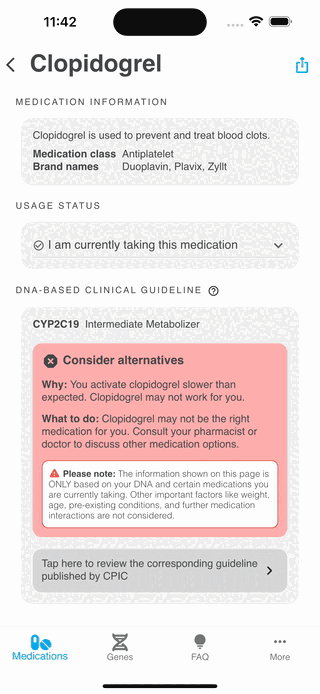 11:42
Clopidogrel
MEDICATION INFORMATION
Clopidogrel is used to prevent and treat blood clots.
Medication class Antiplatelet
Brand names Duoplavin, Plavix, Zyllt
USAGE STATUS
I am currently taking this medication
DNA-BASED CLINICAL GUIDELINE ?
CYP2C19 Intermediate Metabolizer
Consider alternatives
Why: You activate clopidogrel slower than
expected. Clopidogrel may not work for you.
What to do: Clopidogrel may not be the right
medication for you. Consult your pharmacist or
doctor to discuss other medication options.
Please note: The information shown on this page is
ONLY based on your DNA and certain medications you
are currently taking. Other important factors like weight,
age, pre-existing conditions, and further medication
interactions are not considered.
Tap here to review the corresponding guideline
published by CPIC
Medications Genes FAQ More